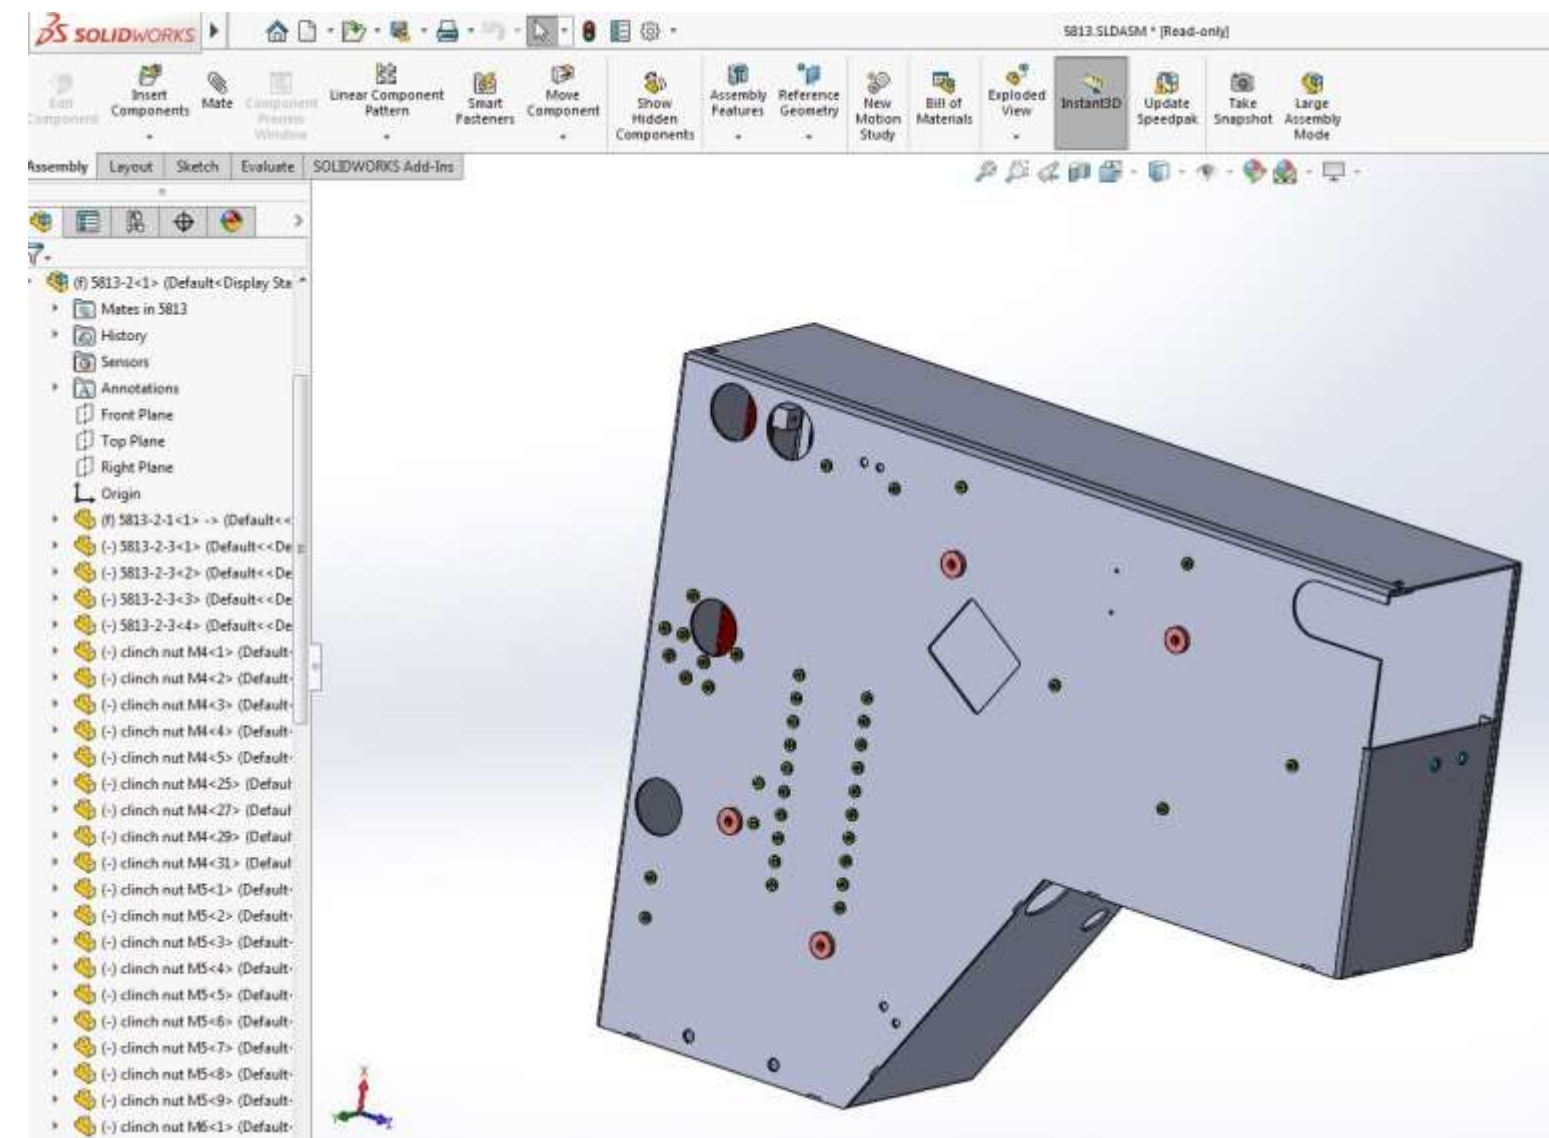 SOLIDWORKS
5813.SLDASM * [Read-only]
Edit Component
Insert Components
Mate
Component Preview Window
Linear Component Pattern
Smart Fasteners
Move Component
Show Hidden Components
Assembly Features
Reference Geometry
New Motion Study
Bill of Materials
Exploded View
Instant3D
Update Speedpak
Take Snapshot
Large Assembly Mode
Assembly Layout Sketch Evaluate SOLIDWORKS Add-Ins
(f) 5813-2<1> (Default<Display Sta
Mates in 5813
History
Sensors
Annotations
Front Plane
Top Plane
Right Plane
Origin
(f) 5813-2-1<1> -> (Default<<
(-) 5813-2-3<1> (Default<<De
(-) 5813-2-3<2> (Default<<De
(-) 5813-2-3<3> (Default<<De
(-) 5813-2-3<4> (Default<<De
(-) clinch nut M4<1> (Default<
(-) clinch nut M4<2> (Default<
(-) clinch nut M4<3> (Default<
(-) clinch nut M4<4> (Default<
(-) clinch nut M4<5> (Default<
(-) clinch nut M4<25> (Defaul
(-) clinch nut M4<27> (Defaul
(-) clinch nut M4<29> (Defaul
(-) clinch nut M4<31> (Defaul
(-) clinch nut M5<1> (Default<
(-) clinch nut M5<2> (Default<
(-) clinch nut M5<3> (Default<
(-) clinch nut M5<4> (Default<
(-) clinch nut M5<5> (Default<
(-) clinch nut M5<6> (Default<
(-) clinch nut M5<7> (Default<
(-) clinch nut M5<8> (Default<
(-) clinch nut M5<9> (Default<
(-) clinch nut M6<1> (Default<
X